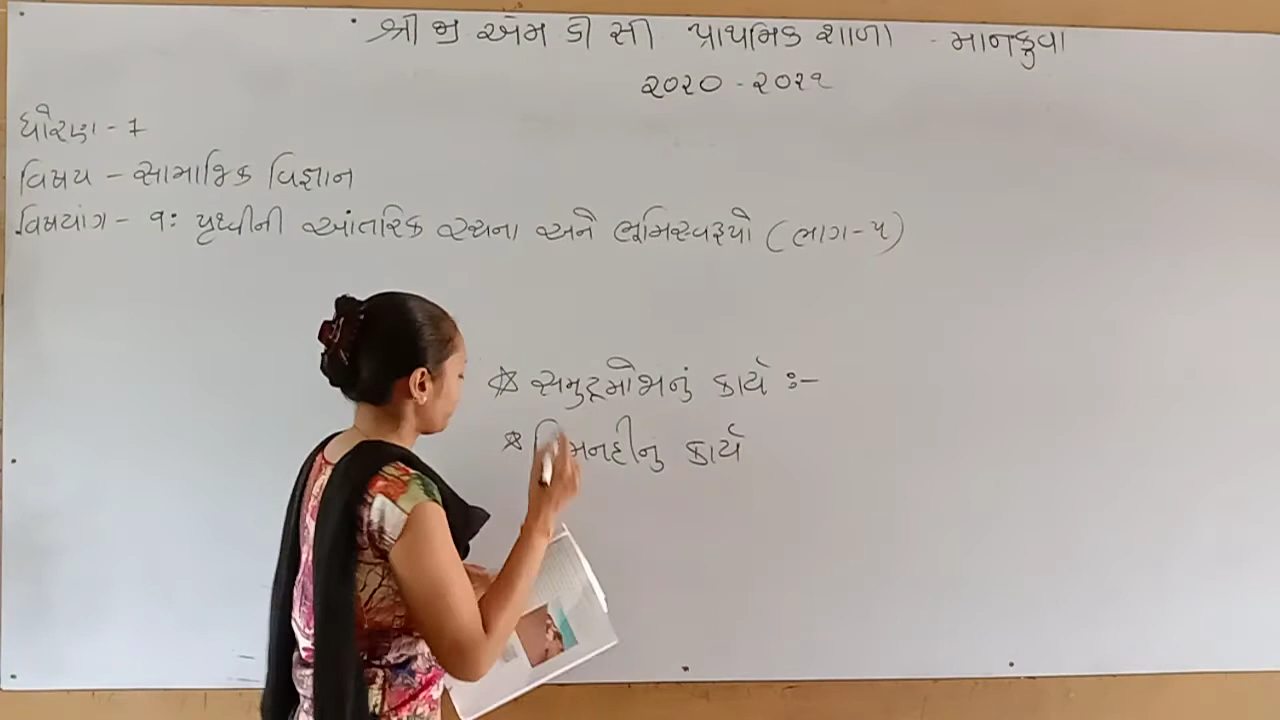 શ્રી જી એમ ડી સી પ્રાથમિક શાળા - માનકુવા
૨૦૨૦ - ૨૦૨૧
ધોરણ - 7
વિષય - સામાજિક વિજ્ઞાન
વિષયાંગ - ૧: પૃથ્વીની આંતરિક રચના અને ભૂમિસ્વરૂપો (ભાગ-૫)
* સમુદ્રમોજાનું કાર્ય :-
* હિમનદીનું કાર્ય